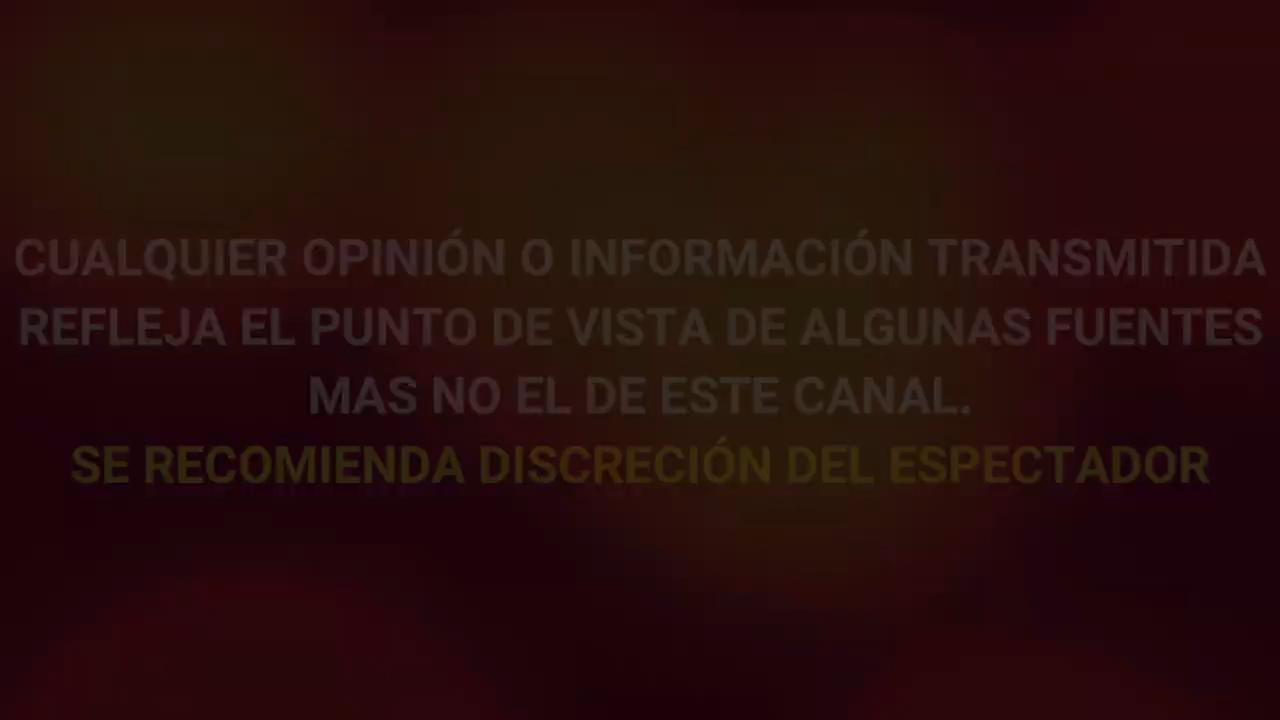 CUALQUIER OPINIÓN O INFORMACIÓN TRANSMITIDA
REFLEJA EL PUNTO DE VISTA DE ALGUNAS FUENTES
MAS NO EL DE ESTE CANAL.
SE RECOMIENDA DISCRECIÓN DEL ESPECTADOR